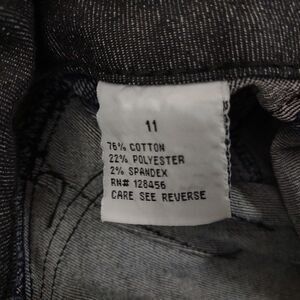 11
76% COTTON
22% POLYESTER
2% SPANDEX
RN# 128456
CARE SEE REVERSE